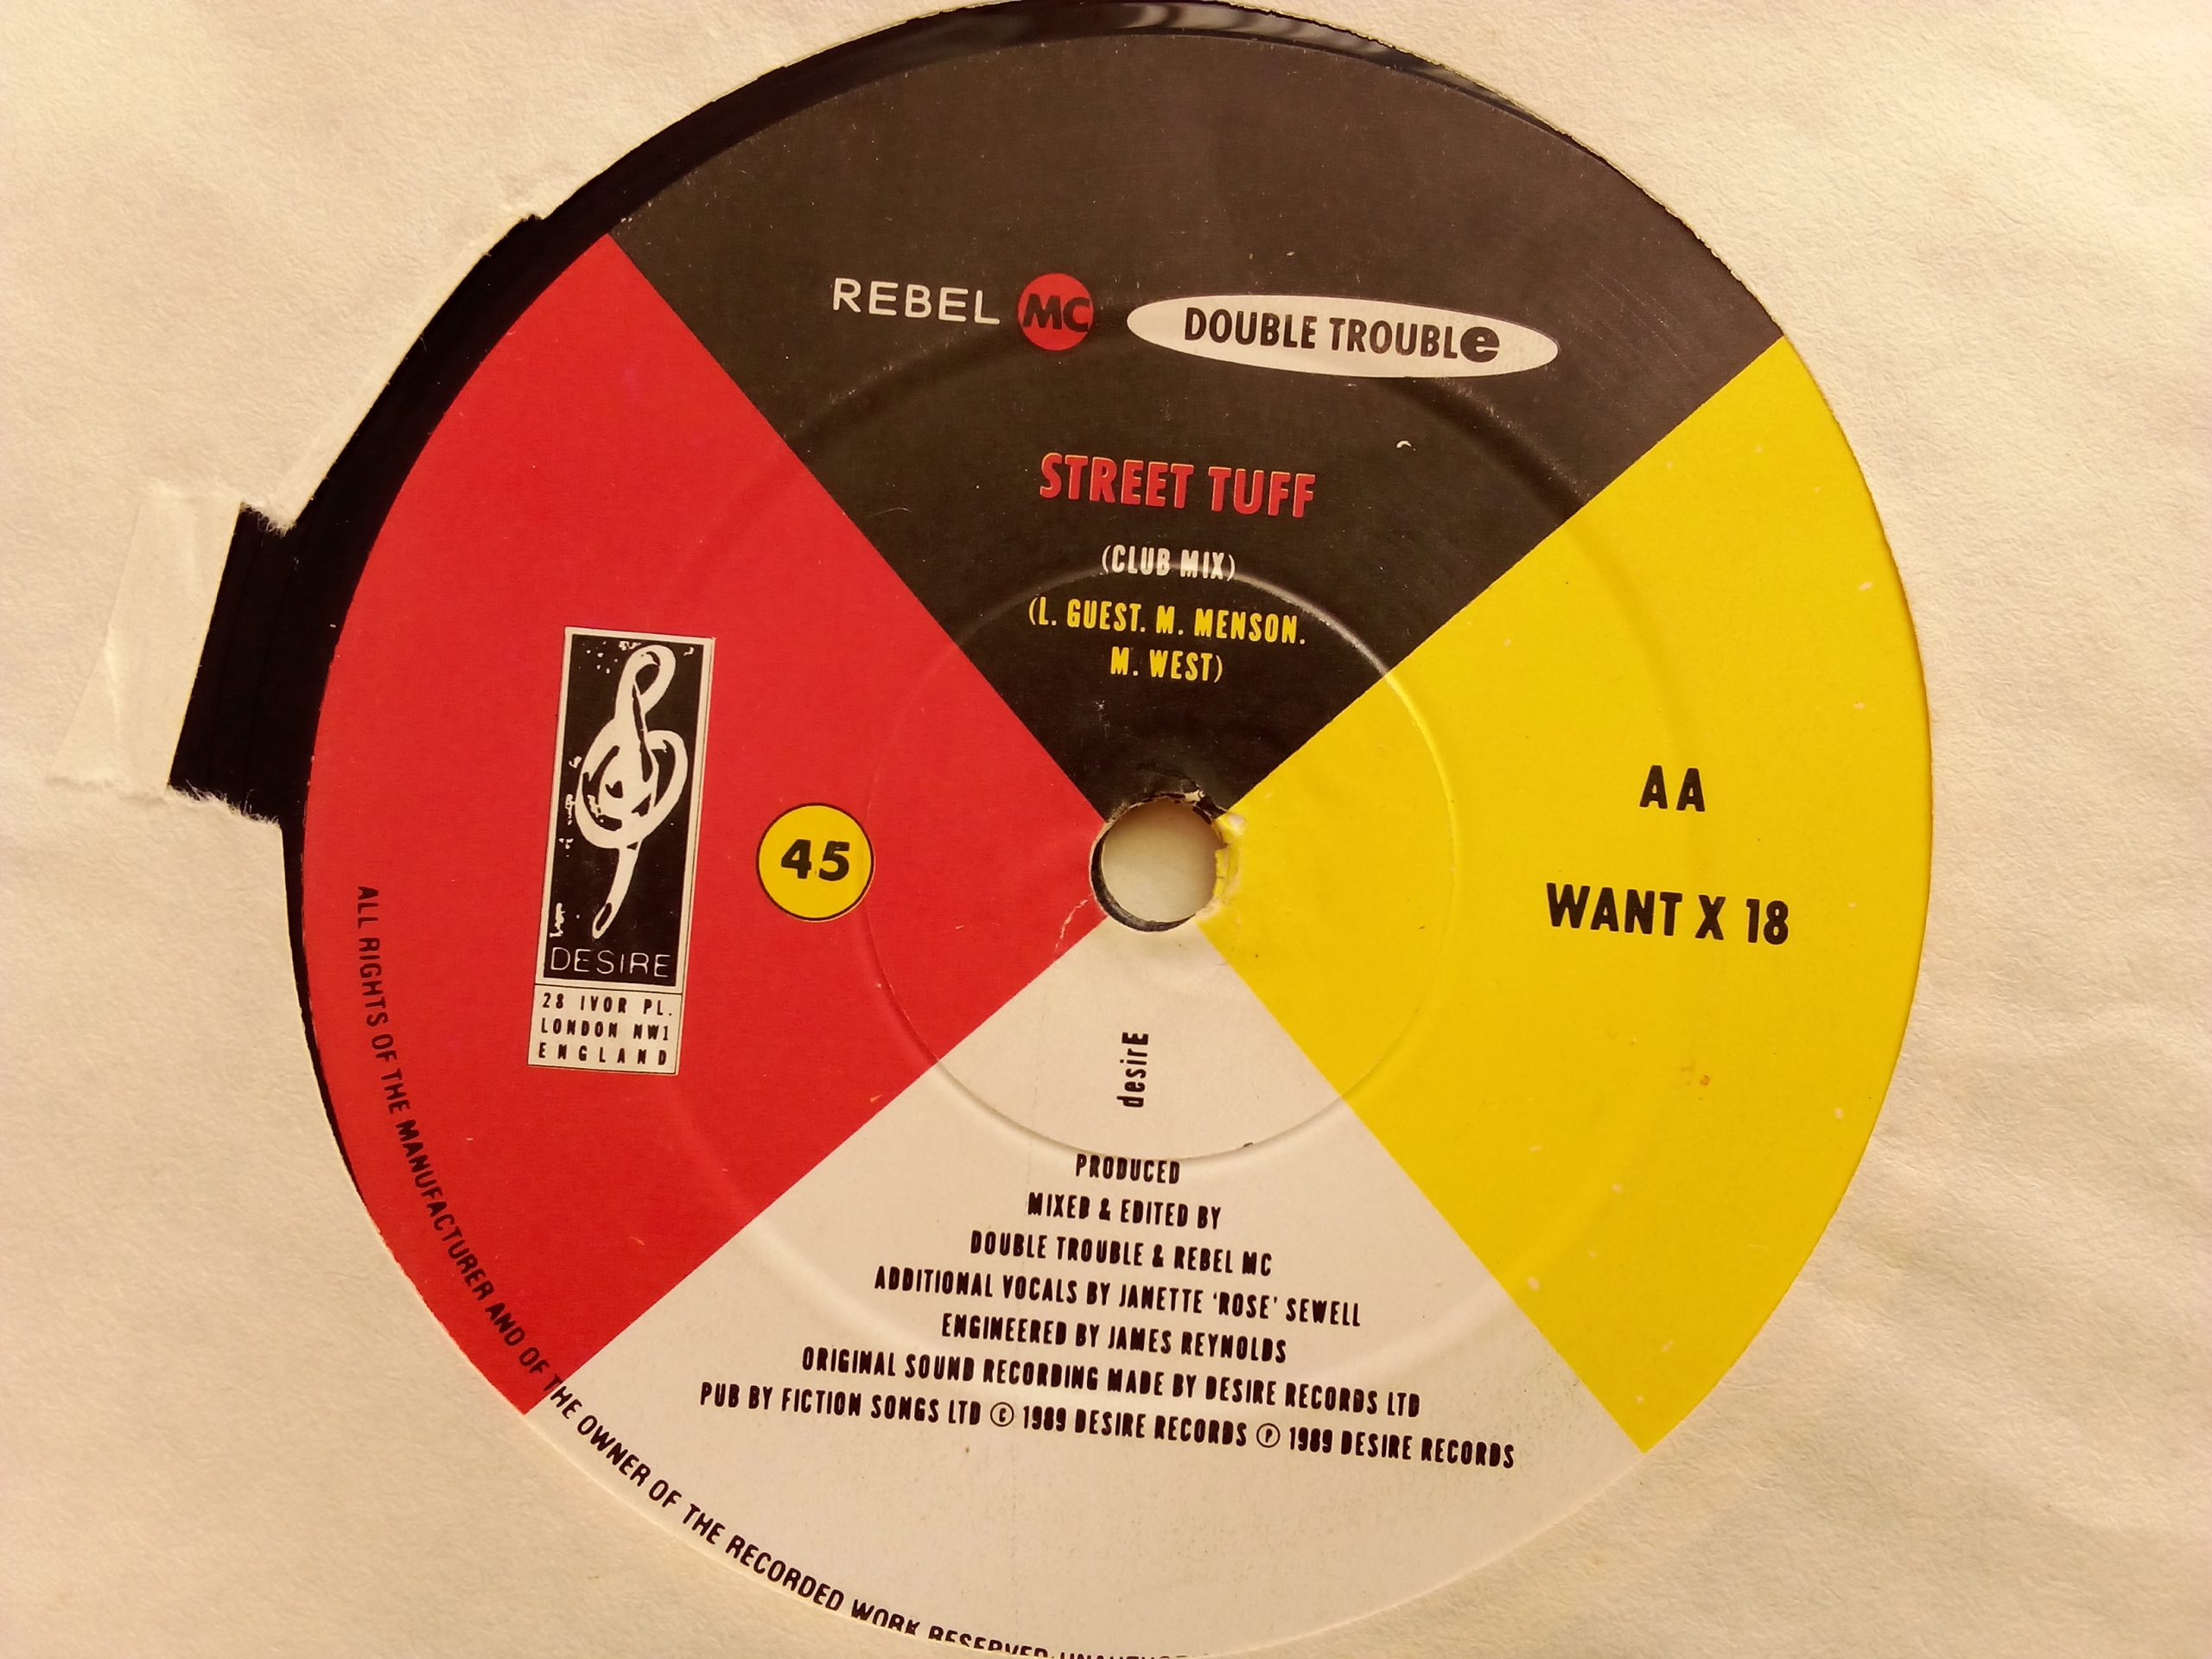 REBEL MC DOUBLE TROUBLe
STREET TUFF
(CLUB MIX)
(L. GUEST. M. MENSON.
M. WEST)
DESIRE
28 IVOR PL.
LONDON NW1
ENGLAND
45
AA
WANT X 18
desirE
PRODUCED
MIXED & EDITED BY
DOUBLE TROUBLE & REBEL MC
ADDITIONAL VOCALS BY JANETTE 'ROSE' SEWELL
ENGINEERED BY JAMES REYNOLDS
ORIGINAL SOUND RECORDING MADE BY DESIRE RECORDS LTD
PUB BY FICTION SONGS LTD © 1989 DESIRE RECORDS ℗ 1989 DESIRE RECORDS
ALL RIGHTS OF THE MANUFACTURER AND OF THE OWNER OF THE RECORDED WORK RESERVED